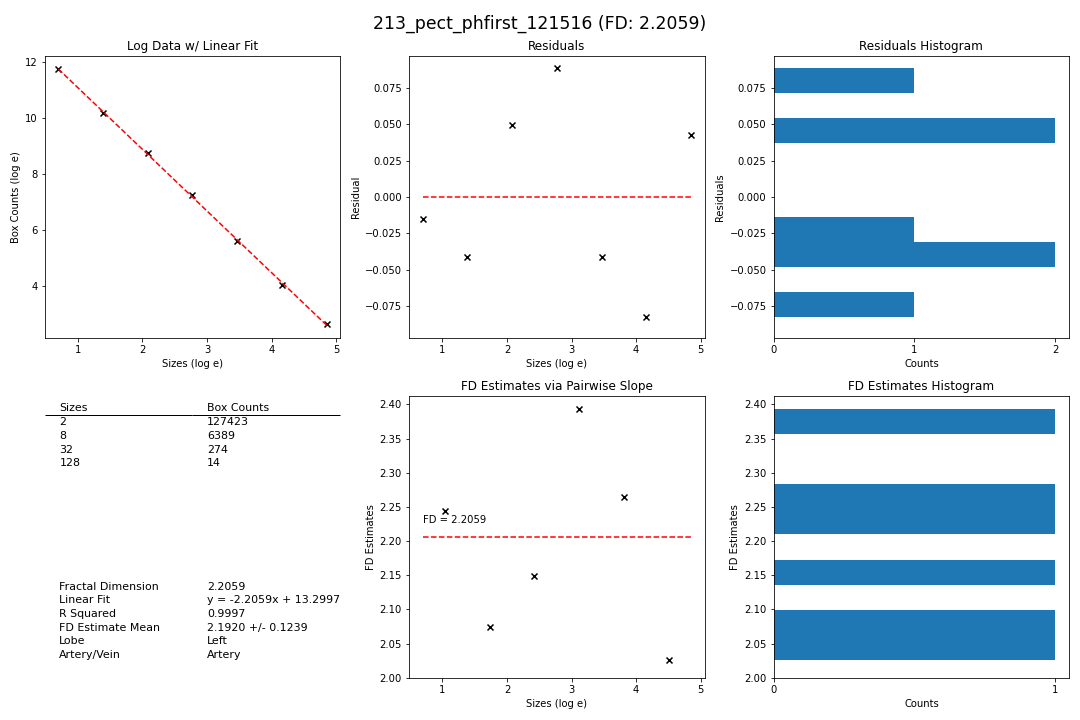 213_pect_phfirst_121516 (FD: 2.2059)
Log Data w/ Linear Fit
12
10
8
6
4
Box Counts (log e)
1 2 3 4 5
Sizes (log e)
Residuals
0.075
0.050
0.025
0.000
−0.025
−0.050
−0.075
Residual
1 2 3 4 5
Sizes (log e)
Residuals Histogram
0.075
0.050
0.025
0.000
−0.025
−0.050
−0.075
Residuals
0 1 2
Counts
Sizes Box Counts
2 127423
8 6389
32 274
128 14
Fractal Dimension 2.2059
Linear Fit y = -2.2059x + 13.2997
R Squared 0.9997
FD Estimate Mean 2.1920 +/- 0.1239
Lobe Left
Artery/Vein Artery
FD Estimates via Pairwise Slope
2.40
2.35
2.30
2.25
2.20
2.15
2.10
2.05
2.00
FD Estimates
FD = 2.2059
1 2 3 4 5
Sizes (log e)
FD Estimates Histogram
2.40
2.35
2.30
2.25
2.20
2.15
2.10
2.05
2.00
FD Estimates
0 1
Counts